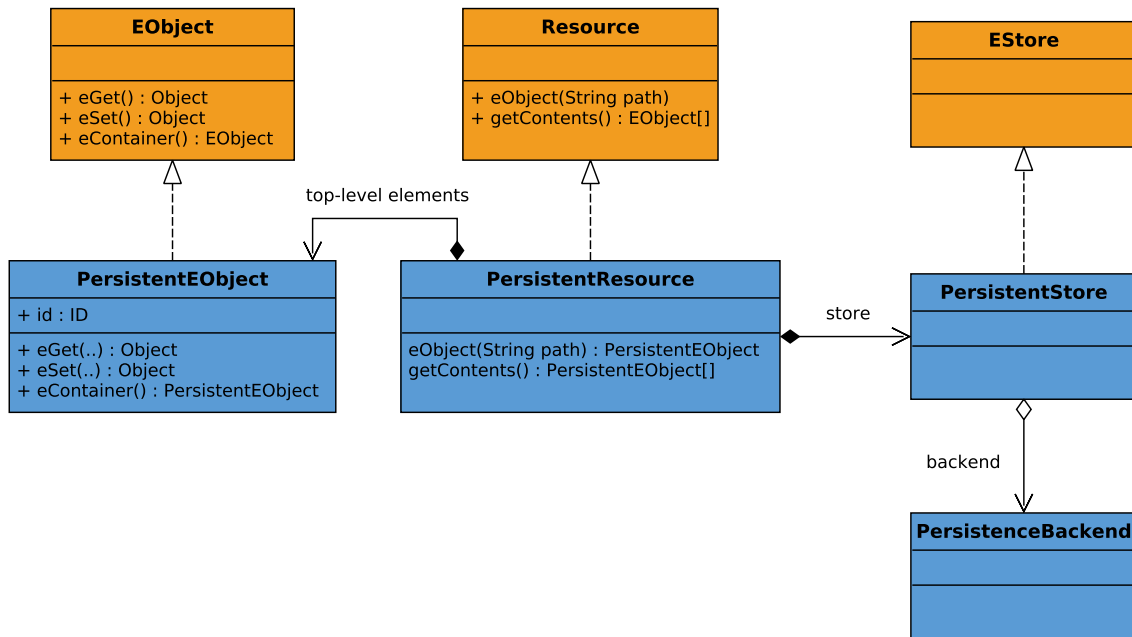 EObject
+ eGet() : Object
+ eSet() : Object
+ eContainer() : EObject
Resource
+ eObject(String path)
+ getContents() : EObject[]
EStore
top-level elements
PersistentEObject
+ id : ID
+ eGet(..) : Object
+ eSet(..) : Object
+ eContainer() : PersistentEObject
PersistentResource
eObject(String path) : PersistentEObject
getContents() : PersistentEObject[]
store
PersistentStore
backend
PersistenceBackend